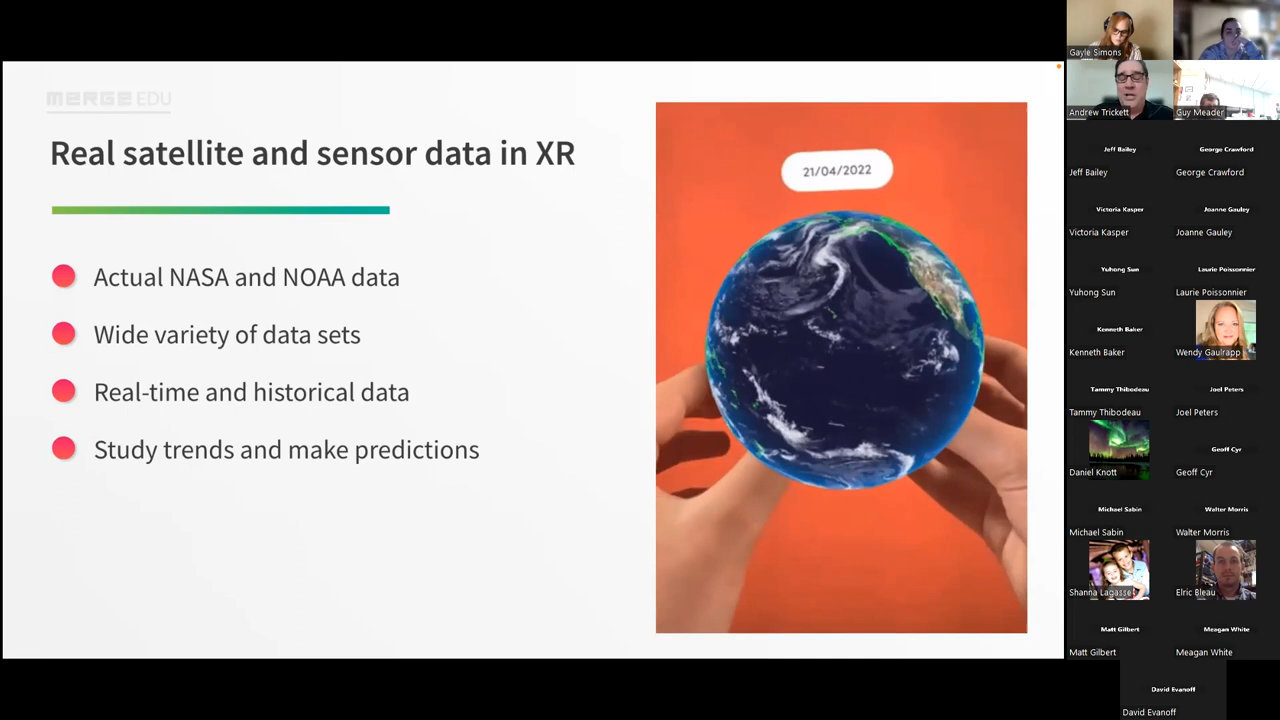 MERGE EDU
Real satellite and sensor data in XR
Actual NASA and NOAA data
Wide variety of data sets
Real-time and historical data
Study trends and make predictions
21/04/2022
Gayle Simons
Andrew Trickett
Guy Meader
Jeff Bailey
George Crawford
Jeff Bailey
George Crawford
Victoria Kasper
Joanne Gauley
Victoria Kasper
Joanne Gauley
Yuhong Sun
Laurie Poissonnier
Yuhong Sun
Laurie Poissonnier
Kenneth Baker
Kenneth Baker
Wendy Gaulrapp
Tammy Thibodeau
Joel Peters
Tammy Thibodeau
Joel Peters
Geoff Cyr
Daniel Knott
Geoff Cyr
Michael Sabin
Walter Morris
Michael Sabin
Walter Morris
Shanna Lagasse
Elric Bleau
Matt Gilbert
Meagan White
Matt Gilbert
Meagan White
David Evanoff
David Evanoff